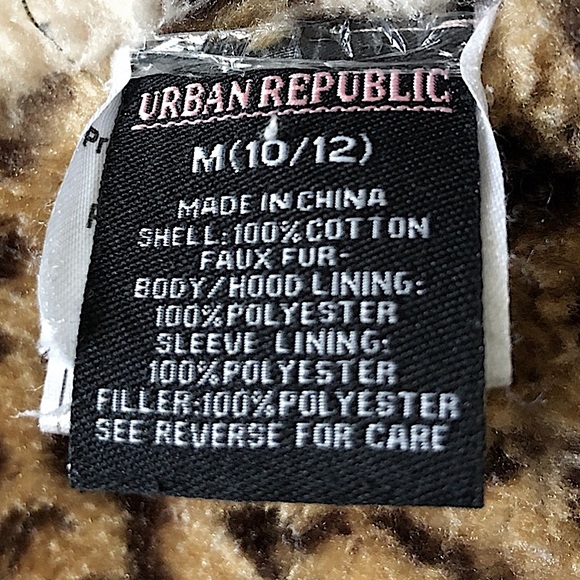 URBAN REPUBLIC
M(10/12)
MADE IN CHINA
SHELL:100%COTTON
FAUX FUR-
BODY/HOOD LINING:
100%POLYESTER
SLEEVE LINING:
100%POLYESTER
FILLER:100%POLYESTER
SEE REVERSE FOR CARE